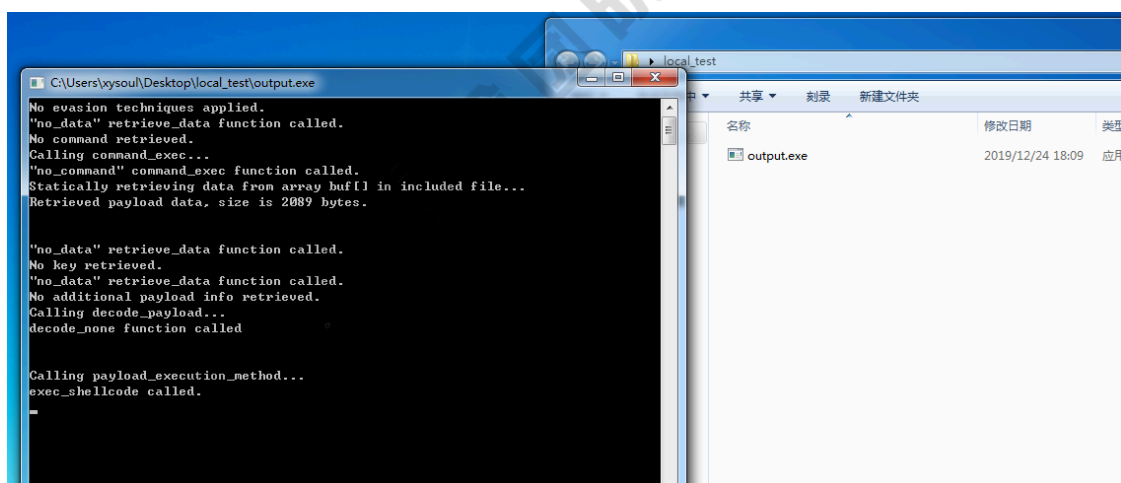 local_test
C:\Users\xysoul\Desktop\local_test\output.exe
共享 刻录 新建文件夹
名称 修改日期
output.exe 2019/12/24 18:09
No evasion techniques applied.
"no_data" retrieve_data function called.
No command retrieved.
Calling command_exec...
"no_command" command_exec function called.
Statically retrieving data from array buf[] in included file...
Retrieved payload data, size is 2089 bytes.
"no_data" retrieve_data function called.
No key retrieved.
"no_data" retrieve_data function called.
No additional payload info retrieved.
Calling decode_payload...
decode_none function called
Calling payload_execution_method...
exec_shellcode called.